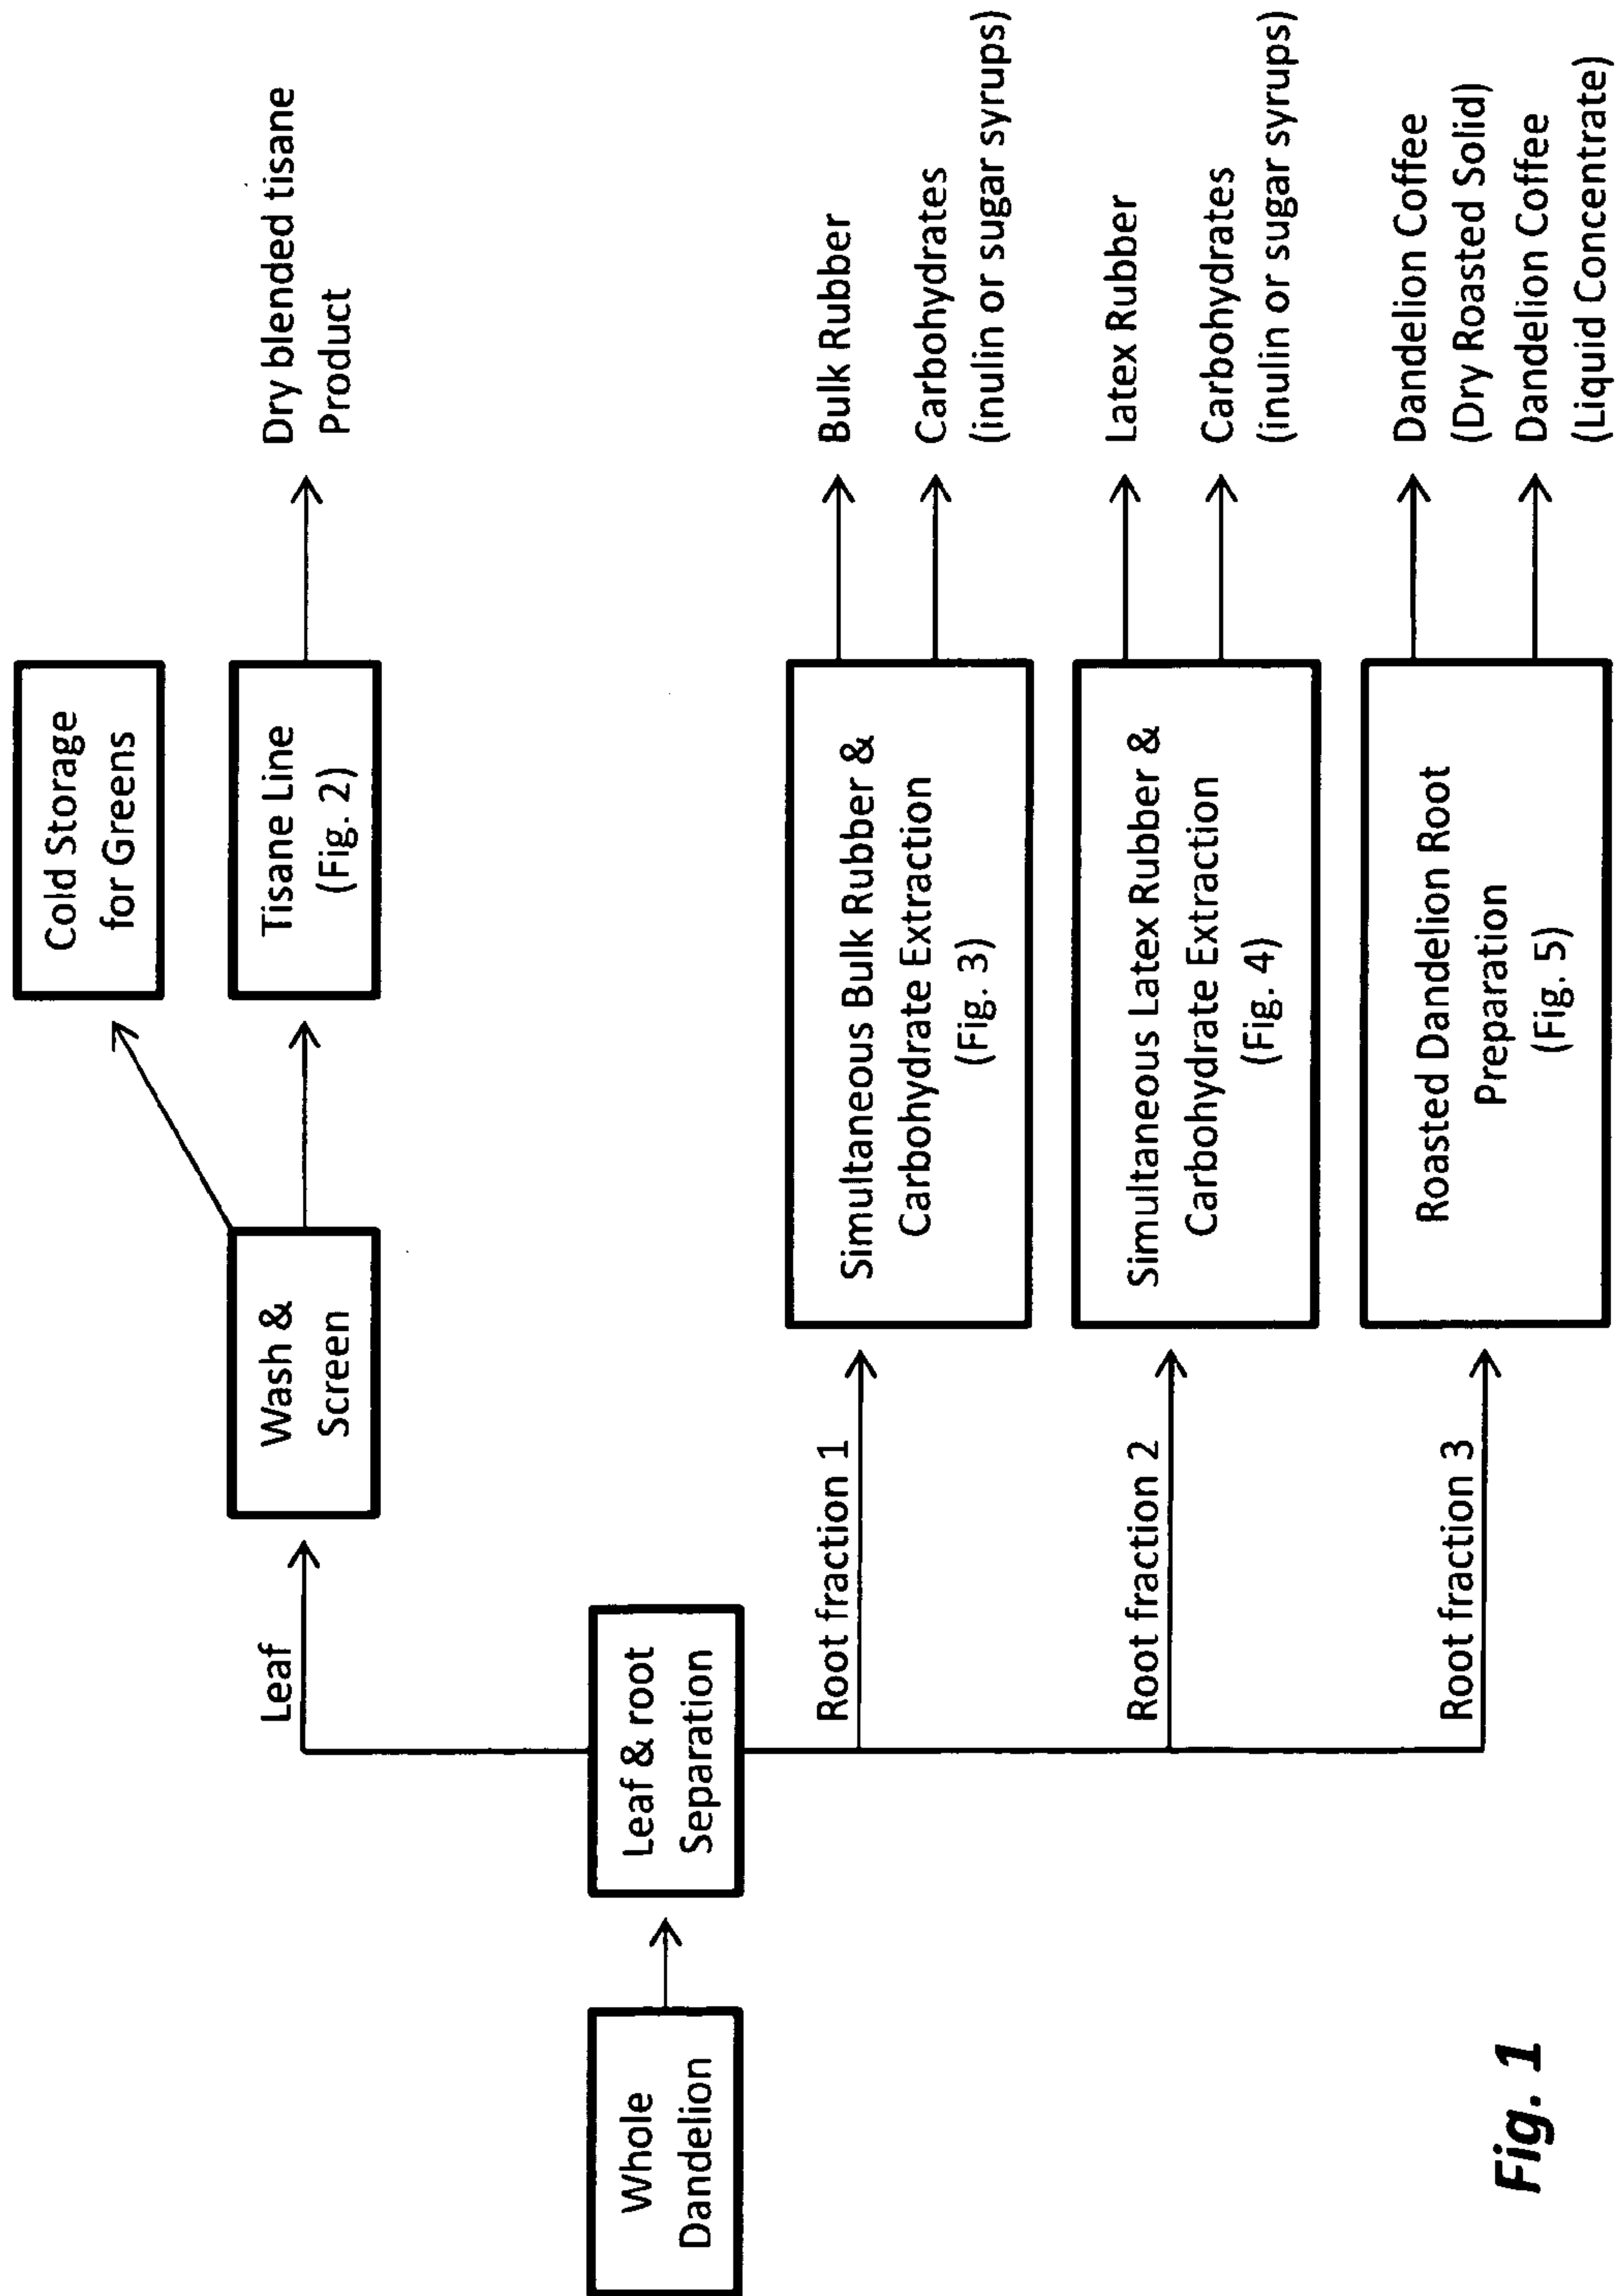 Whole
Dandelion
Leaf & root
Separation
Leaf
Wash &
Screen
Cold Storage
for Greens
Tisane Line
(Fig. 2)
Dry blended tisane
Product
Root fraction 1
Simultaneous Bulk Rubber &
Carbohydrate Extraction
(Fig. 3)
Bulk Rubber
Carbohydrates
(inulin or sugar syrups)
Root fraction 2
Simultaneous Latex Rubber &
Carbohydrate Extraction
(Fig. 4)
Latex Rubber
Carbohydrates
(inulin or sugar syrups)
Root fraction 3
Roasted Dandelion Root
Preparation
(Fig. 5)
Dandelion Coffee
(Dry Roasted Solid)
Dandelion Coffee
(Liquid Concentrate)
Fig. 1